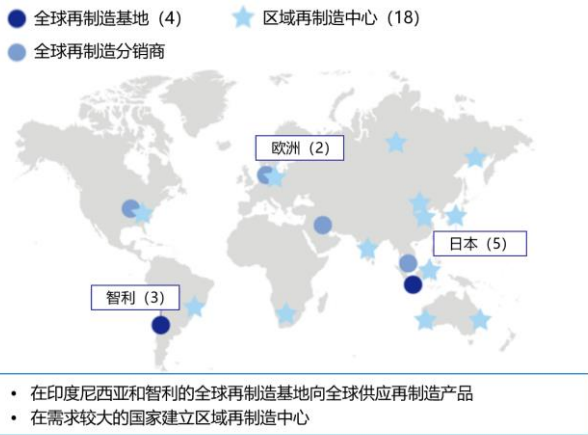 全球再制造基地（4）
区域再制造中心（18）
全球再制造分销商
欧洲（2）
日本（5）
智利（3）
• 在印度尼西亚和智利的全球再制造基地向全球供应再制造产品
• 在需求较大的国家建立区域再制造中心